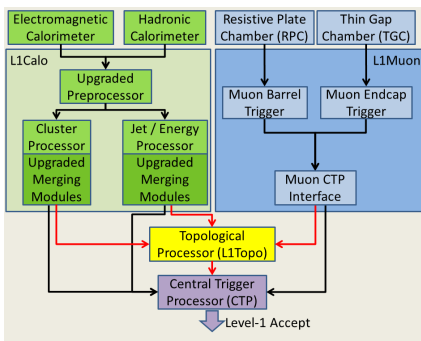 Electromagnetic
Calorimeter
Hadronic
Calorimeter
Resistive Plate
Chamber (RPC)
Thin Gap
Chamber (TGC)
L1Calo
L1Muon
Upgraded
Preprocessor
Muon Barrel
Trigger
Muon Endcap
Trigger
Cluster
Processor
Jet / Energy
Processor
Upgraded
Merging
Modules
Upgraded
Merging
Modules
Muon CTP
Interface
Topological
Processor (L1Topo)
Central Trigger
Processor (CTP)
Level-1 Accept